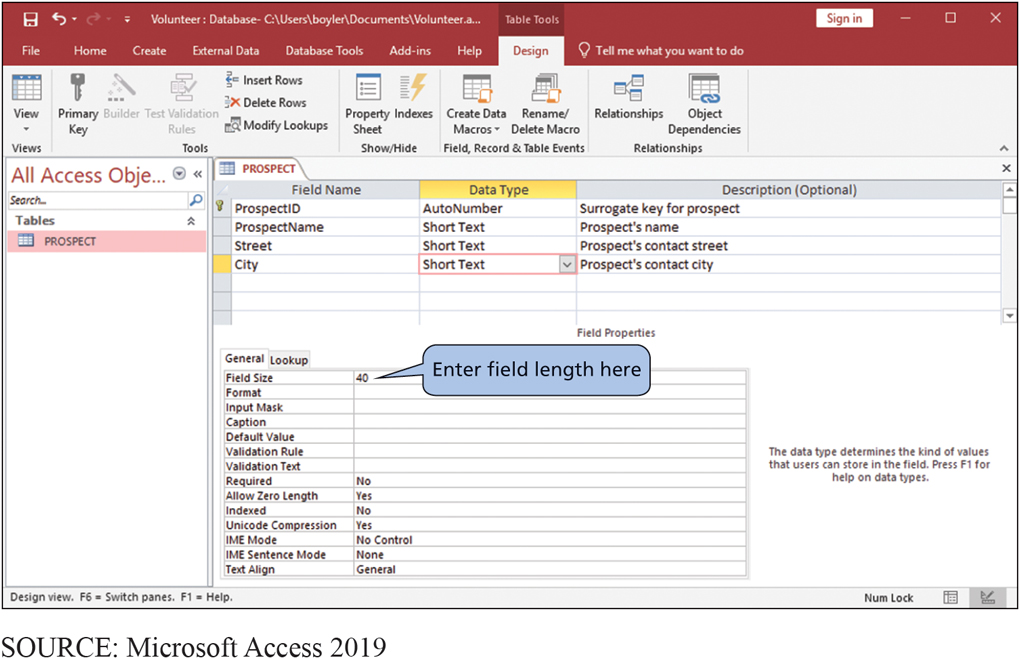 Volunteer : Database- C:\Users\boyler\Documents\Volunteer.a...
Table Tools
Sign in
File Home Create External Data Database Tools Add-ins Help Design Tell me what you want to do
View
Views
Primary Key
Builder
Test Validation Rules
Insert Rows
Delete Rows
Modify Lookups
Tools
Property Sheet
Indexes
Show/Hide
Create Data Macros
Rename/ Delete Macro
Field, Record & Table Events
Relationships
Object Dependencies
Relationships
All Access Obje...
Search...
Tables
PROSPECT
PROSPECT
Field Name Data Type Description (Optional)
ProspectID AutoNumber Surrogate key for prospect
ProspectName Short Text Prospect's name
Street Short Text Prospect's contact street
City Short Text Prospect's contact city
Field Properties
General Lookup
Enter field length here
Field Size 40
Format
Input Mask
Caption
Default Value
Validation Rule
Validation Text
Required No
Allow Zero Length Yes
Indexed No
Unicode Compression Yes
IME Mode No Control
IME Sentence Mode None
Text Align General
The data type determines the kind of values
that users can store in the field. Press F1 for
help on data types.
Design view. F6 = Switch panes. F1 = Help.
Num Lock
SOURCE: Microsoft Access 2019